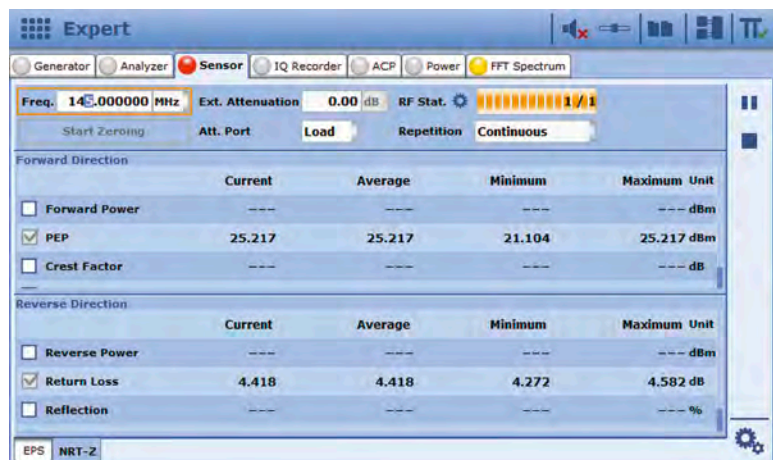 Expert
Generator Analyzer Sensor IQ Recorder ACP Power FFT Spectrum
Freq. 145.000000 MHz Ext. Attenuation 0.00 dB RF Stat. 1/1
Start Zeroing Att. Port Load Repetition Continuous
Forward Direction
Current Average Minimum Maximum Unit
Forward Power --- --- --- --- dBm
PEP 25.217 25.217 21.104 25.217 dBm
Crest Factor --- --- --- --- dB
Reverse Direction
Current Average Minimum Maximum Unit
Reverse Power --- --- --- --- dBm
Return Loss 4.418 4.418 4.272 4.582 dB
Reflection --- --- --- --- %
EPS NRT-Z